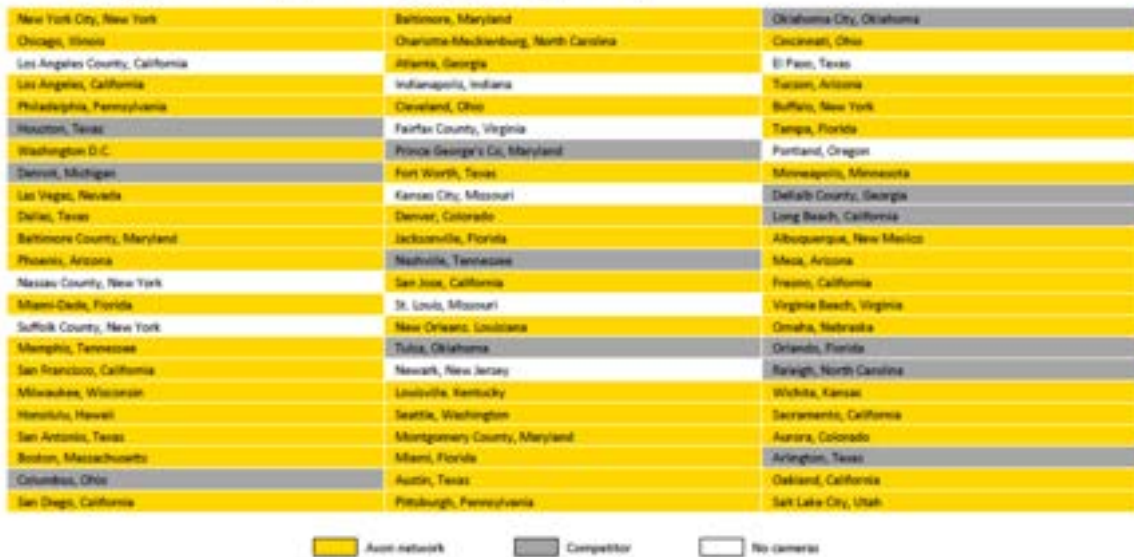 New York City, New York
Chicago, Illinois
Los Angeles County, California
Los Angeles, California
Philadelphia, Pennsylvania
Houston, Texas
Washington D.C.
Detroit, Michigan
Las Vegas, Nevada
Dallas, Texas
Baltimore County, Maryland
Phoenix, Arizona
Nassau County, New York
Miami-Dade, Florida
Suffolk County, New York
Memphis, Tennessee
San Francisco, California
Milwaukee, Wisconsin
Honolulu, Hawaii
San Antonio, Texas
Boston, Massachusetts
Columbus, Ohio
San Diego, California
Baltimore, Maryland
Charlotte-Mecklenburg, North Carolina
Atlanta, Georgia
Indianapolis, Indiana
Cleveland, Ohio
Fairfax County, Virginia
Prince George's Co, Maryland
Fort Worth, Texas
Kansas City, Missouri
Denver, Colorado
Jacksonville, Florida
Nashville, Tennessee
San Jose, California
St. Louis, Missouri
New Orleans, Louisiana
Tulsa, Oklahoma
Newark, New Jersey
Louisville, Kentucky
Seattle, Washington
Montgomery County, Maryland
Miami, Florida
Austin, Texas
Pittsburgh, Pennsylvania
Oklahoma City, Oklahoma
Cincinnati, Ohio
El Paso, Texas
Tucson, Arizona
Buffalo, New York
Tampa, Florida
Portland, Oregon
Minneapolis, Minnesota
DeKalb County, Georgia
Long Beach, California
Albuquerque, New Mexico
Mesa, Arizona
Fresno, California
Virginia Beach, Virginia
Omaha, Nebraska
Orlando, Florida
Raleigh, North Carolina
Wichita, Kansas
Sacramento, California
Aurora, Colorado
Arlington, Texas
Oakland, California
Salt Lake City, Utah
Axon network
Competitor
No cameras